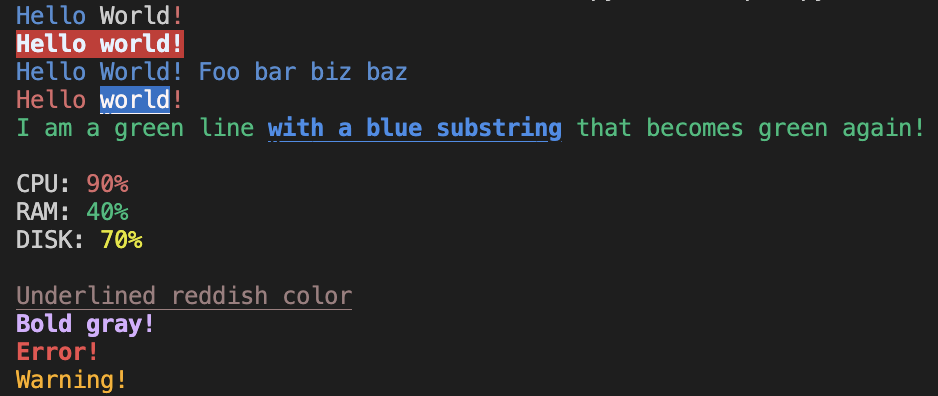 Hello World!
Hello world!
Hello World! Foo bar biz baz
Hello world!
I am a green line with a blue substring that becomes green again!
CPU: 90%
RAM: 40%
DISK: 70%
Underlined reddish color
Bold gray!
Error!
Warning!